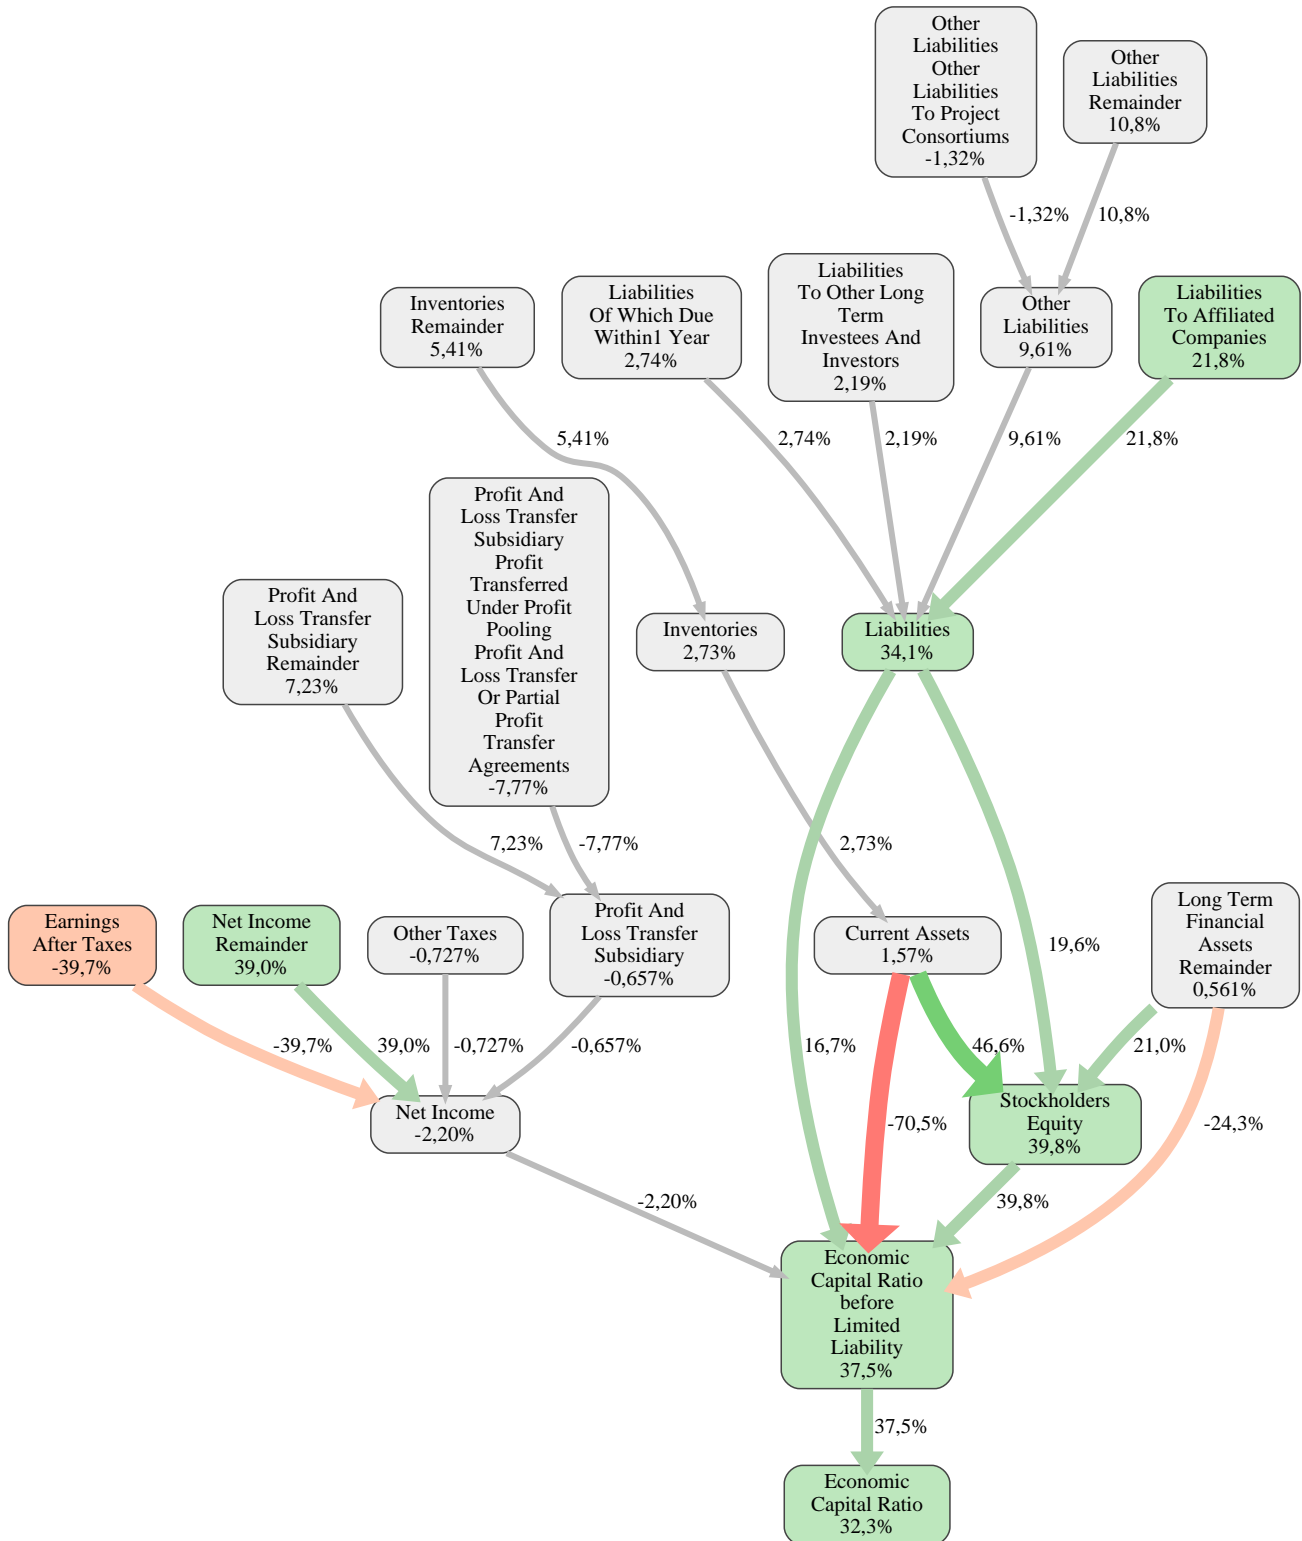 Other
Liabilities
Other
Liabilities
To Project
Consortiums
-1,32%
Other
Liabilities
Remainder
10,8%
-1,32%
10,8%
Inventories
Remainder
5,41%
Liabilities
Of Which Due
Within1 Year
2,74%
Liabilities
To Other Long
Term
Investees And
Investors
2,19%
Other
Liabilities
9,61%
Liabilities
To Affiliated
Companies
21,8%
5,41%
2,74%
2,19%
9,61%
21,8%
Profit And
Loss Transfer
Subsidiary
Remainder
7,23%
Profit And
Loss Transfer
Subsidiary
Profit
Transferred
Under Profit
Pooling
Profit And
Loss Transfer
Or Partial
Profit
Transfer
Agreements
-7,77%
Inventories
2,73%
Liabilities
34,1%
7,23%
-7,77%
2,73%
Earnings
After Taxes
-39,7%
Net Income
Remainder
39,0%
Other Taxes
-0,727%
Profit And
Loss Transfer
Subsidiary
-0,657%
Current Assets
1,57%
19,6%
Long Term
Financial
Assets
Remainder
0,561%
-39,7%
39,0%
-0,727%
-0,657%
16,7%
46,6%
21,0%
Net Income
-2,20%
-70,5%
Stockholders
Equity
39,8%
-24,3%
-2,20%
39,8%
Economic
Capital Ratio
before
Limited
Liability
37,5%
37,5%
Economic
Capital Ratio
32,3%